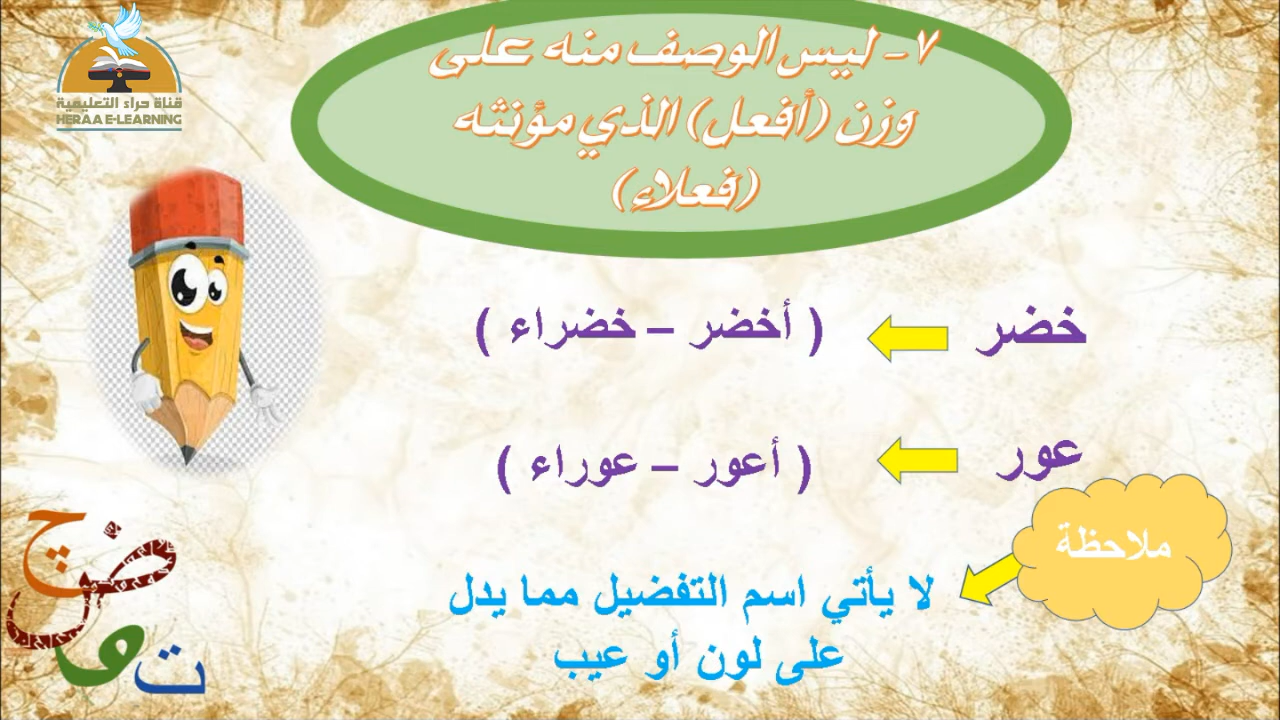 قناة حراء التعليمية
HERAA E-LEARNING
٧- ليس الوصف منه على
وزن (أفعل) الذي مؤنثه
(فعلاء)
خضر ( أخضر – خضراء )
عور ( أعور – عوراء )
ملاحظة
لا يأتي اسم التفضيل مما يدل
على لون أو عيب
ج
ض
و
ت